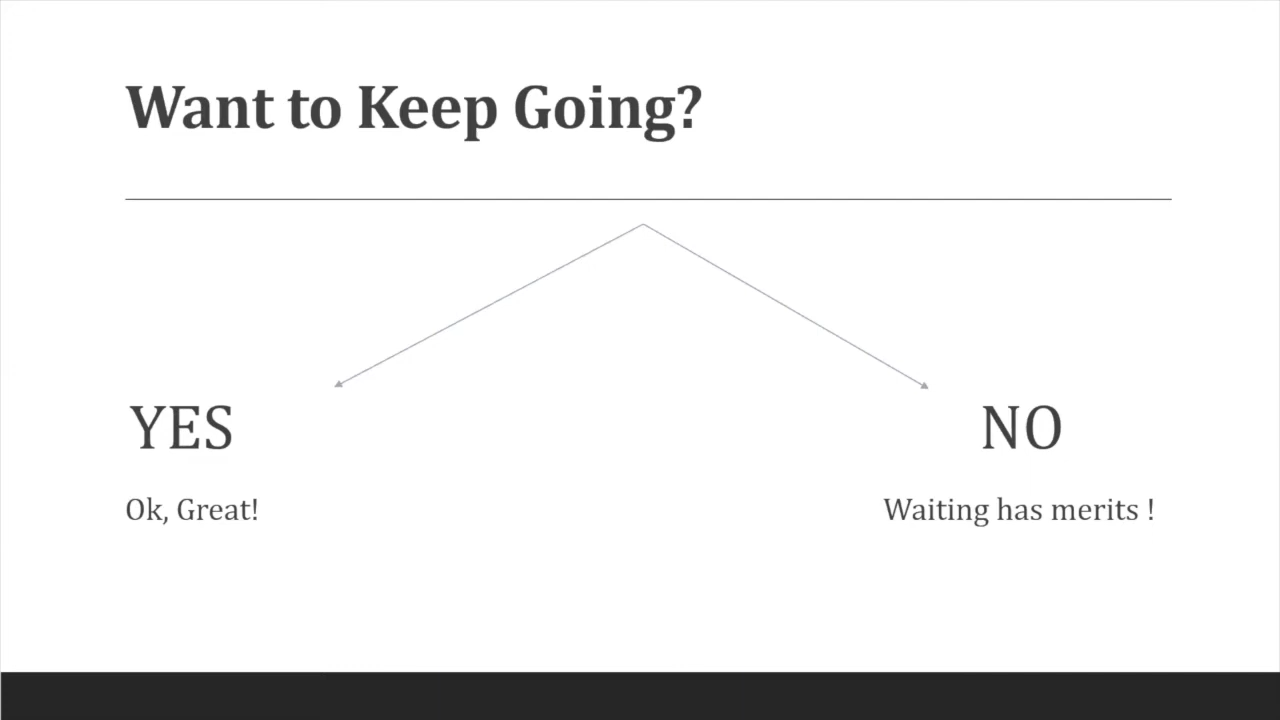 Want to Keep Going?
YES
NO
Ok, Great!
Waiting has merits !